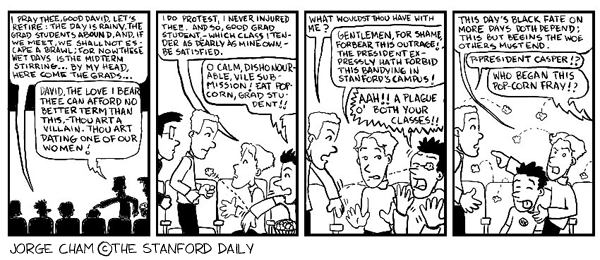 I PRAY THEE, GOOD DAVID, LET'S
RETIRE: THE DAY IS RAINY, THE
GRAD STUDENTS ABOUND, AND, IF
WE MEET, WE SHALL NOT ES-
CAPE A BRAWL; FOR NOW, THESE
WET DAYS IS THE MIDTERM
STIRRING... BY MY HEAD,
HERE COME THE GRADS...
DAVID, THE LOVE I BEAR
THEE CAN AFFORD NO
BETTER TERM THAN
THIS,-THOU ART A
VILLAIN. THOU ART
DATING ONE OF OUR
WOMEN!
I DO PROTEST, I NEVER INJURED
THEE. AND SO, GOOD GRAD
STUDENT,- WHICH CLASS I TEN-
DER AS DEARLY AS MINE OWN,-
BE SATISFIED.
O CALM, DISHONOUR-
ABLE, VILE SUB-
MISSION! EAT POP-
CORN, GRAD STU-
DENT!!
WHAT WOULDST THOU HAVE WITH
ME?
GENTLEMEN, FOR SHAME,
FORBEAR THIS OUTRAGE!
THE PRESIDENT EX-
PRESSLY HATH FORBID
THIS BANDYING IN
STANFORD'S CAMPUS!
AAH!! A PLAGUE
O' BOTH YOUR
CLASSES!!
THIS DAY'S BLACK FATE ON
MORE DAYS DOTH DEPEND;
THIS BUT BEGINS THE WOE
OTHERS MUST END.
P-PRESIDENT CASPER!?
WHO BEGAN THIS
POP-CORN FRAY!?
JORGE CHAM ©THE STANFORD DAILY